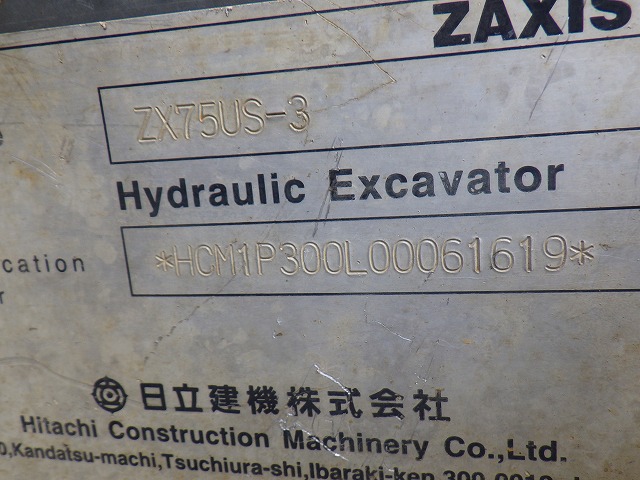 ZAXIS
ZX75US-3
Hydraulic Excavator
cation
*HCM1P300L00061619*
日立建機株式会社
Hitachi Construction Machinery Co.,Ltd.
Kandatsu-machi,Tsuchiura-shi,Ibaraki-ken